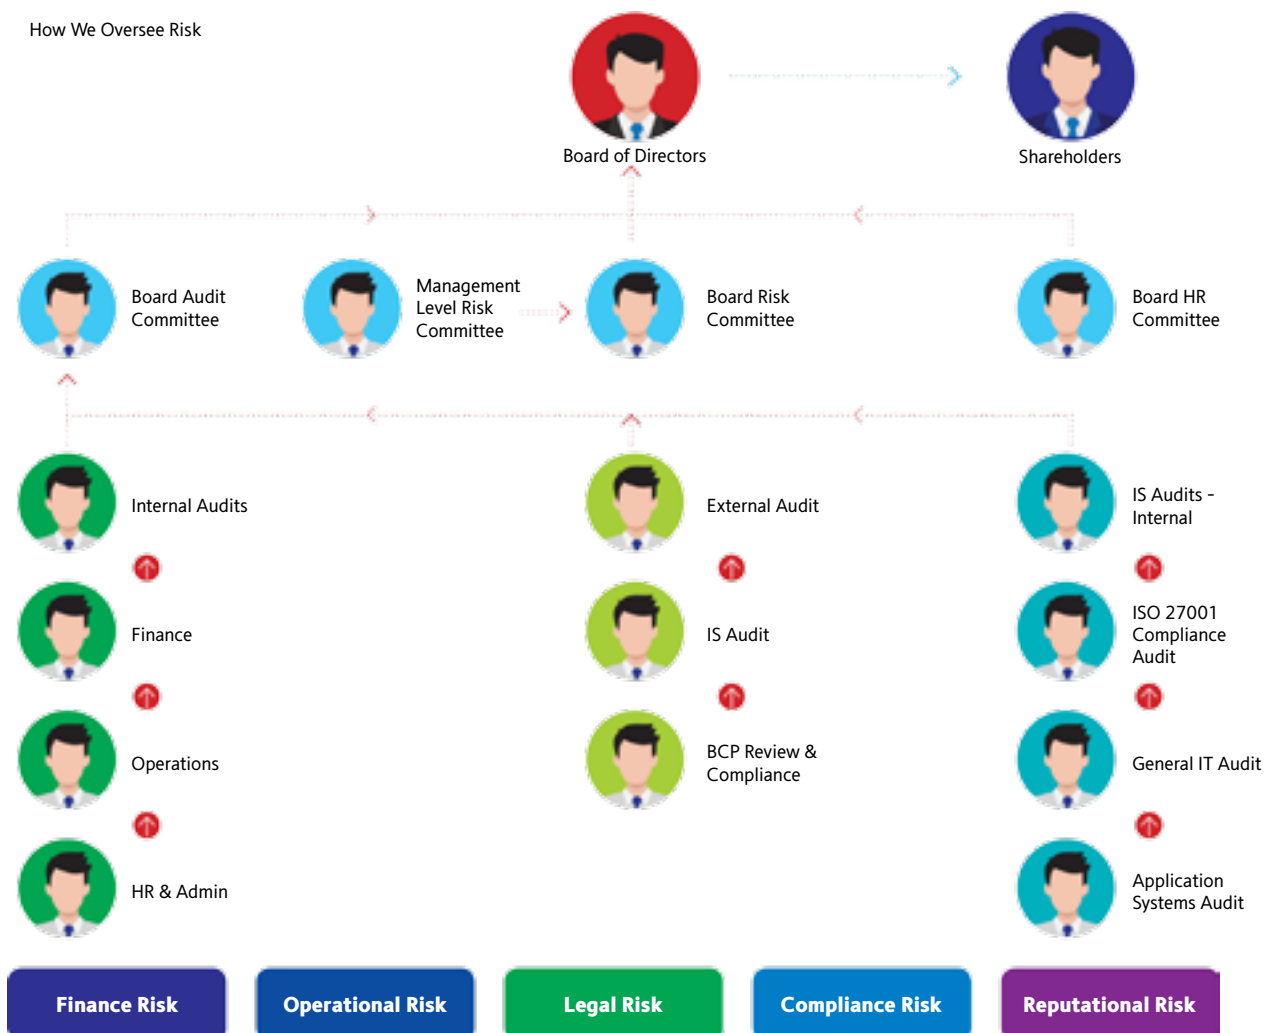 How We Oversee Risk
Board of Directors
Shareholders
Board Audit
Committee
Management
Level Risk
Committee
Board Risk
Committee
Board HR
Committee
Internal Audits
External Audit
IS Audits -
Internal
Finance
IS Audit
ISO 27001
Compliance
Audit
Operations
BCP Review &
Compliance
General IT Audit
HR & Admin
Application
Systems Audit
Finance Risk
Operational Risk
Legal Risk
Compliance Risk
Reputational Risk